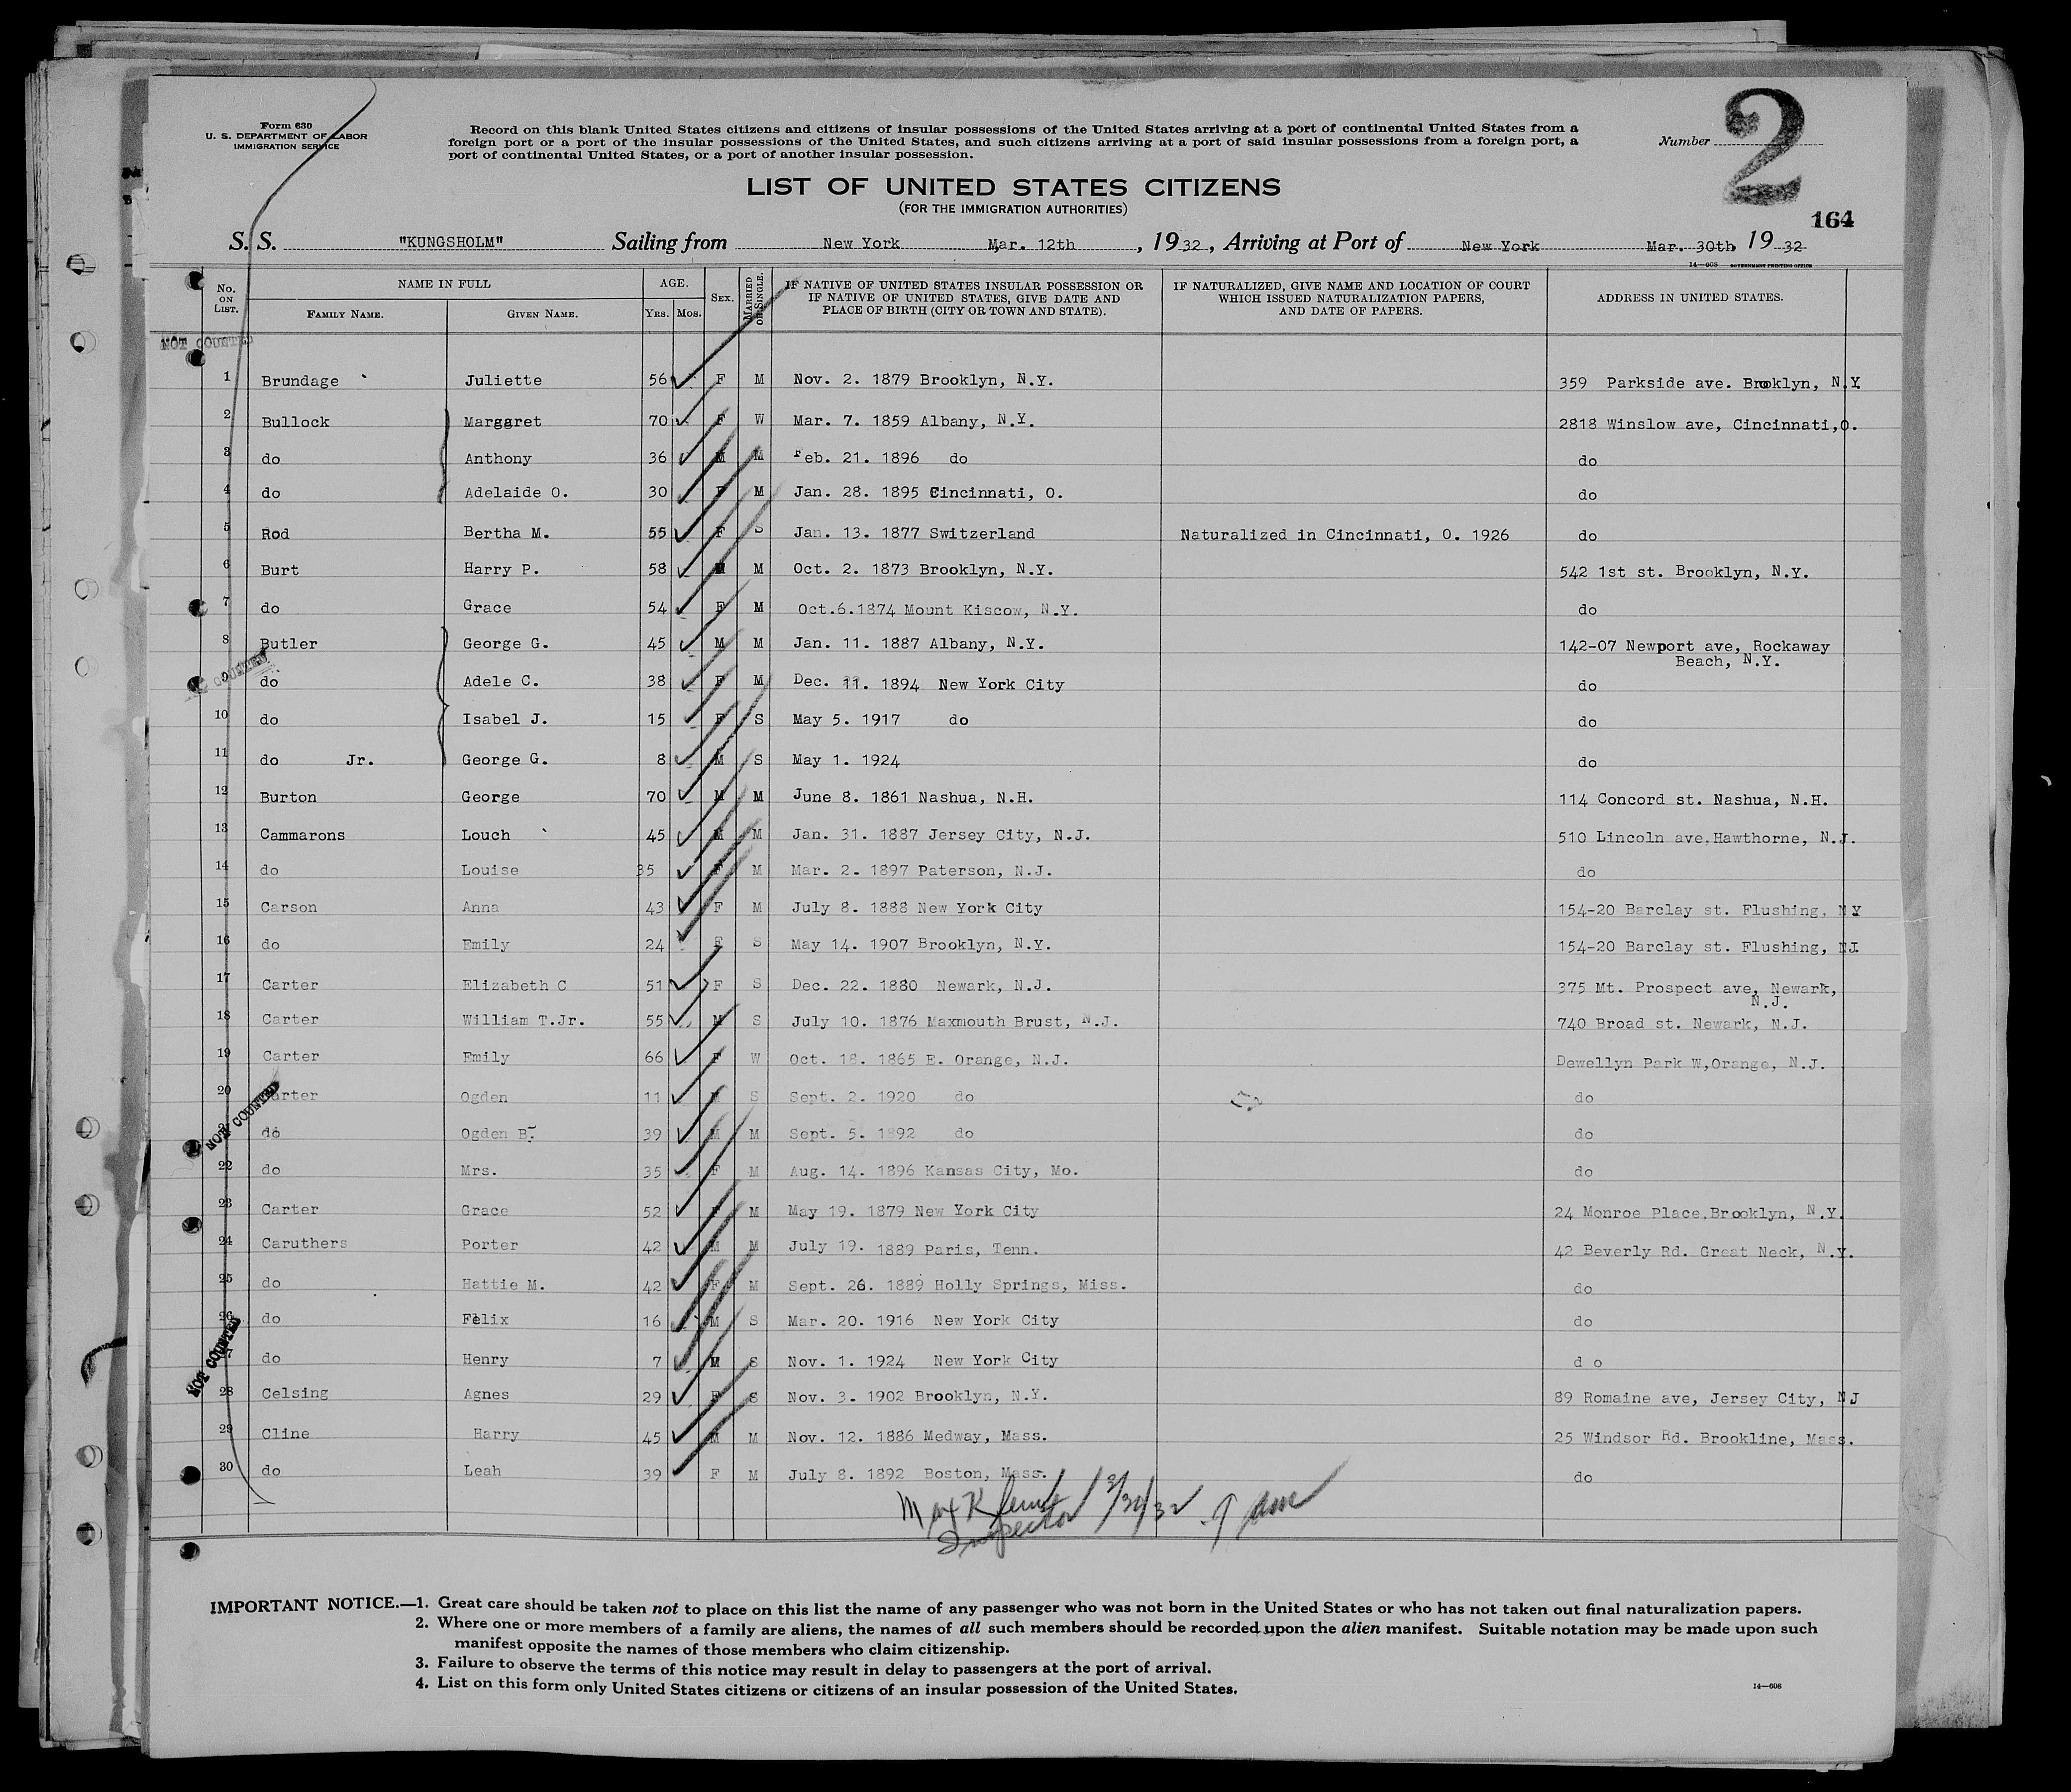 Form 630
U. S. DEPARTMENT OF LABOR
IMMIGRATION SERVICE
Record on this blank United States citizens and citizens of insular possessions of the United States arriving at a port of continental United States from a
foreign port or a port of the insular possessions of the United States, and such citizens arriving at a port of said insular possessions from a foreign port, a
port of continental United States, or a port of another insular possession.
Number 2
LIST OF UNITED STATES CITIZENS
(FOR THE IMMIGRATION AUTHORITIES)
164
S. S. "KUNGSHOLM" Sailing from New York Mar. 12th, 1932, Arriving at Port of New York Mar. 30th, 1932
14—608 GOVERNMENT PRINTING OFFICE
No. ON LIST. NAME IN FULL FAMILY NAME. GIVEN NAME. AGE. YRS. MOS. SEX. MARRIED OR SINGLE. IF NATIVE OF UNITED STATES INSULAR POSSESSION OR IF NATIVE OF UNITED STATES, GIVE DATE AND PLACE OF BIRTH (CITY OR TOWN AND STATE). IF NATURALIZED, GIVE NAME AND LOCATION OF COURT WHICH ISSUED NATURALIZATION PAPERS, AND DATE OF PAPERS. ADDRESS IN UNITED STATES.
NOT COUNTED
1 Brundage Juliette 56 F M Nov. 2. 1879 Brooklyn, N.Y. 359 Parkside ave. Brooklyn, N.Y.
2 Bullock Marggret 70 F W Mar. 7. 1859 Albany, N.Y. 2818 Winslow ave, Cincinnati,O.
3 do Anthony 36 M M Feb. 21. 1896 do do
4 do Adelaide O. 30 F M Jan. 28. 1895 Cincinnati, O. do
5 Rod Bertha M. 55 F S Jan. 13. 1877 Switzerland Naturalized in Cincinnati, O. 1926 do
6 Burt Harry P. 58 M M Oct. 2. 1873 Brooklyn, N.Y. 542 1st st. Brooklyn, N.Y.
7 do Grace 54 F M Oct.6.1874 Mount Kiscow, N.Y. do
8 Butler George G. 45 M M Jan. 11. 1887 Albany, N.Y. 142-07 Newport ave, Rockaway
Beach, N.Y.
NOT COUNTED
9 do Adele C. 38 F M Dec. 11. 1894 New York City do
10 do Isabel J. 15 F S May 5. 1917 do do
11 do Jr. George G. 8 M S May 1. 1924 do
12 Burton George 70 M M June 8. 1861 Nashua, N.H. 114 Concord st. Nashua, N.H.
13 Cammarons Louch 45 M M Jan. 31. 1887 Jersey City, N.J. 510 Lincoln ave.Hawthorne, N.J.
14 do Louise 35 F M Mar. 2. 1897 Paterson, N.J. do
15 Carson Anna 43 F M July 8. 1888 New York City 154-20 Barclay st. Flushing, NY
16 do Emily 24 F S May 14. 1907 Brooklyn, N.Y. 154-20 Barclay st. Flushing, NJ
17 Carter Elizabeth C 51 F S Dec. 22. 1880 Newark, N.J. 375 Mt. Prospect ave, Newark,
N.J.
18 Carter William T.Jr. 55 M S July 10. 1876 Maxmouth Brust, N.J. 740 Broad st. Newark, N.J.
19 Carter Emily 66 F W Oct. 18. 1865 E. Orange, N.J. Dewellyn Park W,Orange, N.J.
20 Carter Ogden 11 M S Sept. 2. 1920 do do
NOT COUNTED
21 do Ogden B. 39 M M Sept. 5. 1892 do do
22 do Mrs. 35 F M Aug. 14. 1896 Kansas City, Mo. do
23 Carter Grace 52 F M May 19. 1879 New York City 24 Monroe Place,Brooklyn, N.Y.
24 Caruthers Porter 42 M M July 19. 1889 Paris, Tenn. 42 Beverly Rd. Great Neck, N.Y.
25 do Hattie M. 42 F M Sept. 26. 1889 Holly Springs, Miss. do
26 do Felix 16 M S Mar. 20. 1916 New York City do
NOT COUNTED
27 do Henry 7 M S Nov. 1. 1924 New York City d o
28 Celsing Agnes 29 F S Nov. 3. 1902 Brooklyn, N.Y. 89 Romaine ave, Jersey City, NJ
29 Cline Harry 45 M M Nov. 12. 1886 Medway, Mass. 25 Windsor Rd. Brookline, Mass.
30 do Leah 39 F M July 8. 1892 Boston, Mass. do
Max K 3/30/32
Inspector
IMPORTANT NOTICE.—1. Great care should be taken not to place on this list the name of any passenger who was not born in the United States or who has not taken out final naturalization papers.
2. Where one or more members of a family are aliens, the names of all such members should be recorded upon the alien manifest. Suitable notation may be made upon such
manifest opposite the names of those members who claim citizenship.
3. Failure to observe the terms of this notice may result in delay to passengers at the port of arrival.
4. List on this form only United States citizens or citizens of an insular possession of the United States.
14—608